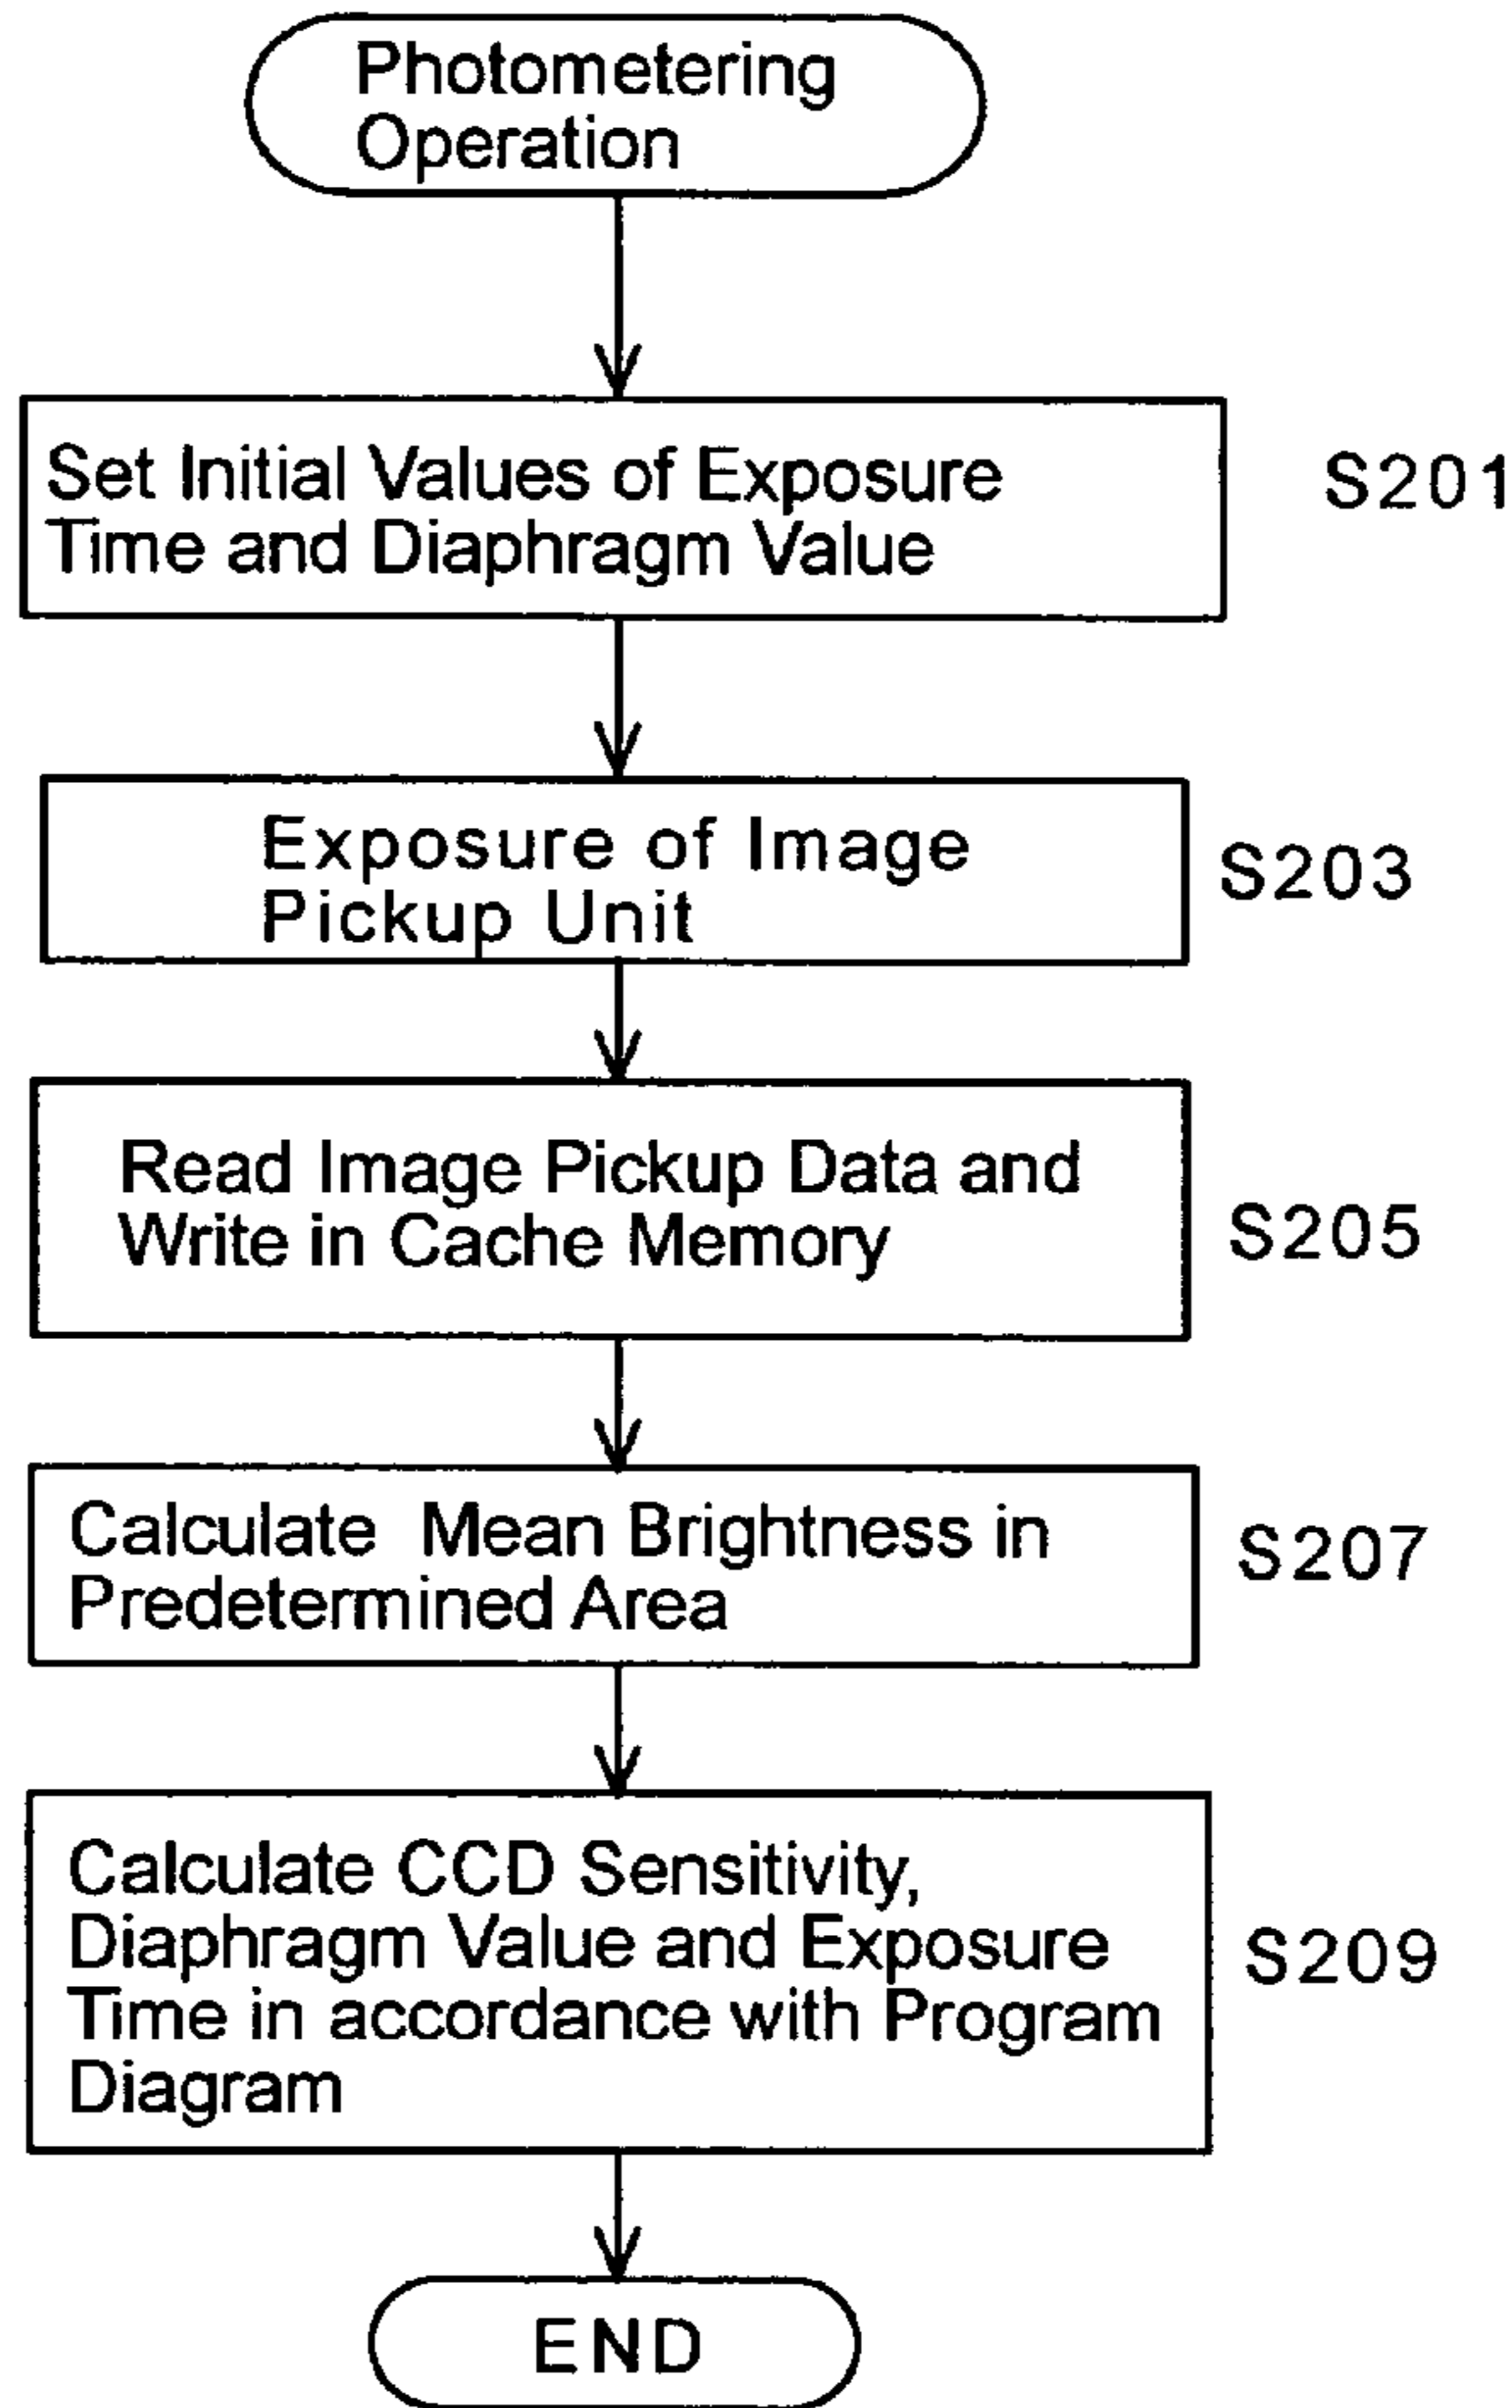 Photometering
Operation
Set Initial Values of Exposure
Time and Diaphragm Value
S201
Exposure of Image
Pickup Unit
S203
Read Image Pickup Data and
Write in Cache Memory
S205
Calculate Mean Brightness in
Predetermined Area
S207
Calculate CCD Sensitivity,
Diaphragm Value and Exposure
Time in accordance with Program
Diagram
S209
END